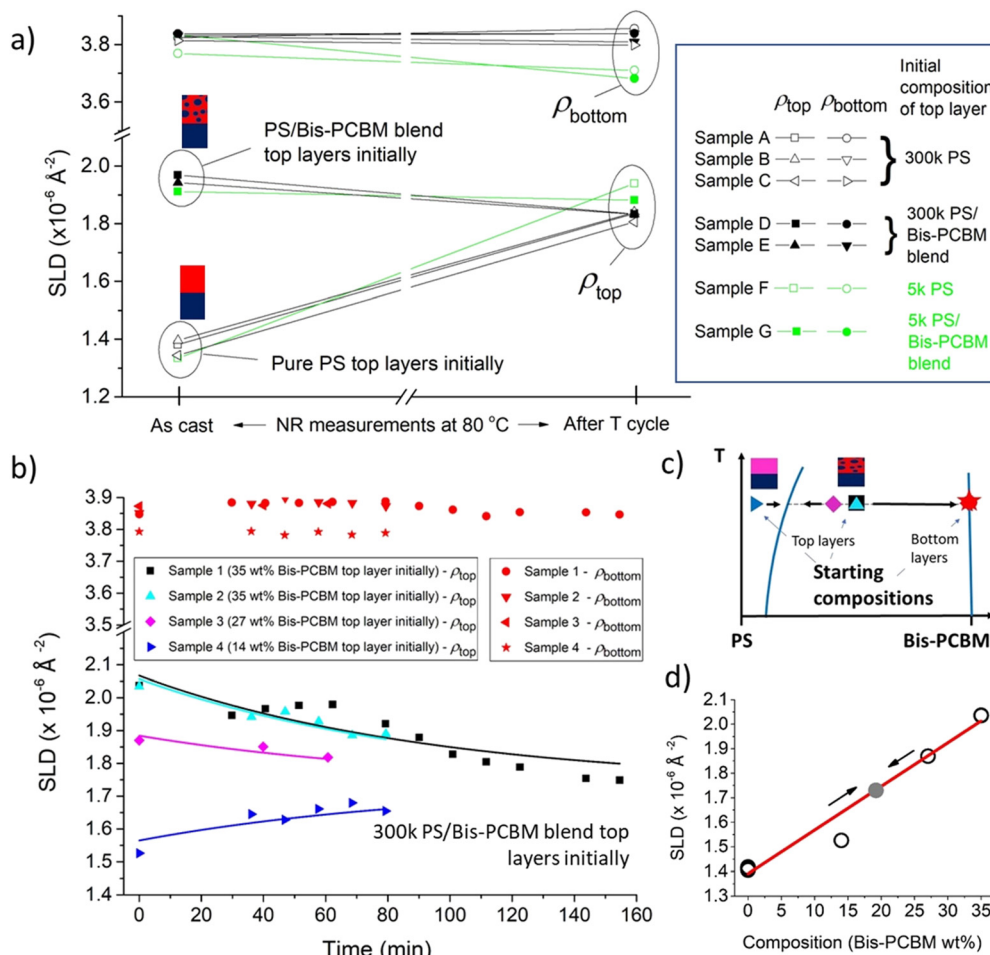 a)
3.8
3.6
2.0
1.8
1.6
1.4
1.2
SLD (x10⁻⁶ Å⁻²)
PS/Bis-PCBM blend
top layers initially
ρbottom
ρtop
Pure PS top layers initially
As cast ← NR measurements at 80 °C → After T cycle
Initial
composition
of top layer
ρtop ρbottom
Sample A
Sample B
Sample C
300k PS
Sample D
Sample E
300k PS/
Bis-PCBM
blend
Sample F
5k PS
Sample G
5k PS/
Bis-PCBM
blend
b)
3.9
3.8
3.7
3.8
3.5
2.1
2.0
1.9
1.8
1.7
1.6
1.5
1.4
SLD (x 10⁻⁶ Å⁻²)
Sample 1 (35 wt% Bis-PCBM top layer initially) - ρtop
Sample 2 (35 wt% Bis-PCBM top layer initially) - ρtop
Sample 3 (27 wt% Bis-PCBM top layer initially) - ρtop
Sample 4 (14 wt% Bis-PCBM top layer initially) - ρtop
Sample 1 - ρbottom
Sample 2 - ρbottom
Sample 3 - ρbottom
Sample 4 - ρbottom
300k PS/Bis-PCBM blend top
layers initially
0 20 40 60 80 100 120 140 160
Time (min)
c)
T
Top layers
Bottom
layers
Starting
compositions
PS
Bis-PCBM
d)
2.1
2.0
1.9
1.8
1.7
1.6
1.5
1.4
1.3
SLD (x 10⁻⁶ Å⁻²)
0 5 10 15 20 25 30 35
Composition (Bis-PCBM wt%)